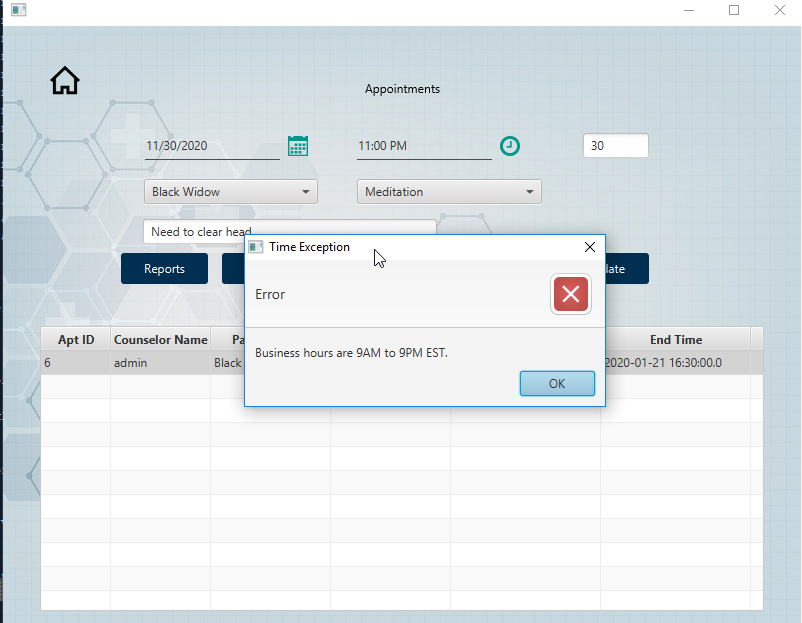 Appointments
11/30/2020
11:00 PM
30
Black Widow
Meditation
Need to clear head
Time Exception
Reports
Error
Apt ID
Counselor Name
End Time
6
admin
Black
2020-01-21 16:30:00.0
Business hours are 9AM to 9PM EST.
OK